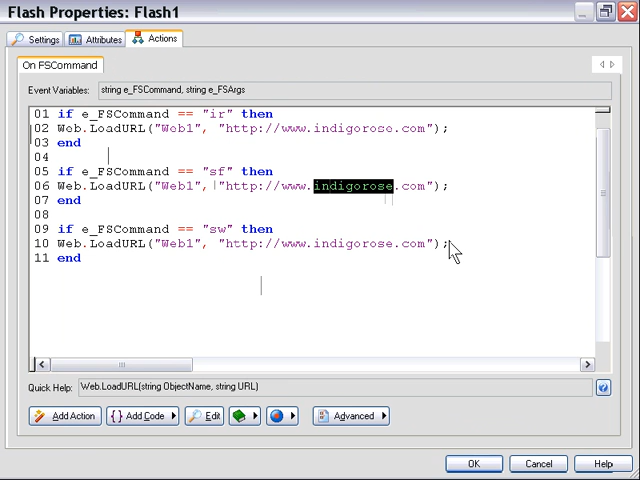 Flash Properties: Flash1
Settings
Attributes
Actions
On FSCommand
Event Variables: string e_FSCommand, string e_FSArgs
01 if e_FSCommand == "ir" then
02 Web.LoadURL("Web1", "http://www.indigorose.com");
03 end
04
05 if e_FSCommand == "sf" then
06 Web.LoadURL("Web1", "http://www.indigorose.com");
07 end
08
09 if e_FSCommand == "sw" then
10 Web.LoadURL("Web1", "http://www.indigorose.com");
11 end
Quick Help: Web.LoadURL(string ObjectName, string URL)
Add Action
{} Add Code
Edit
Advanced
OK
Cancel
Help